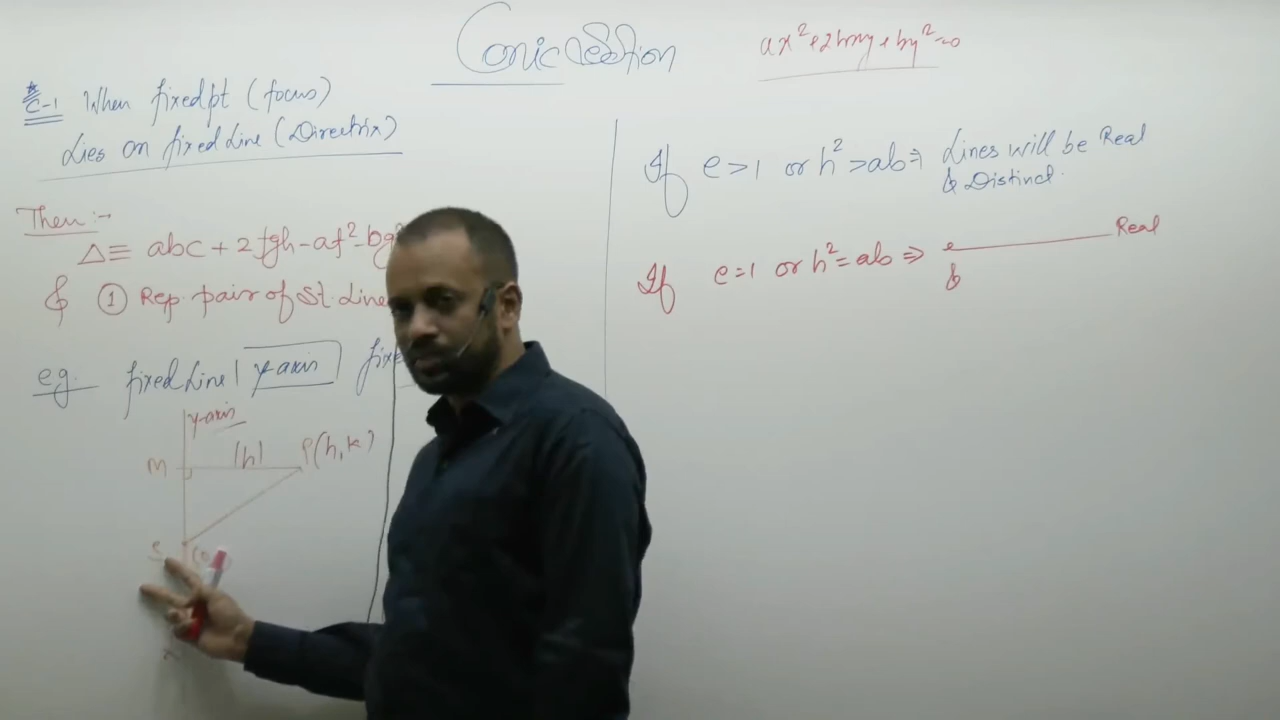 Conic Section
ax²+2hxy+by²=0
* C-1 When fixed pt (focus)
Lies on fixed Line (Directrix)
Then :-
Δ ≡ abc + 2fgh - af² - bg²
& ① Rep. pair of St. Line
e.g. fixed Line | y-axis
y-axis
M |h| P(h,k)
S
If e > 1 or h² > ab ⇒ Lines will be Real
& Distinct.
If e = 1 or h² = ab ⇒ Real
&